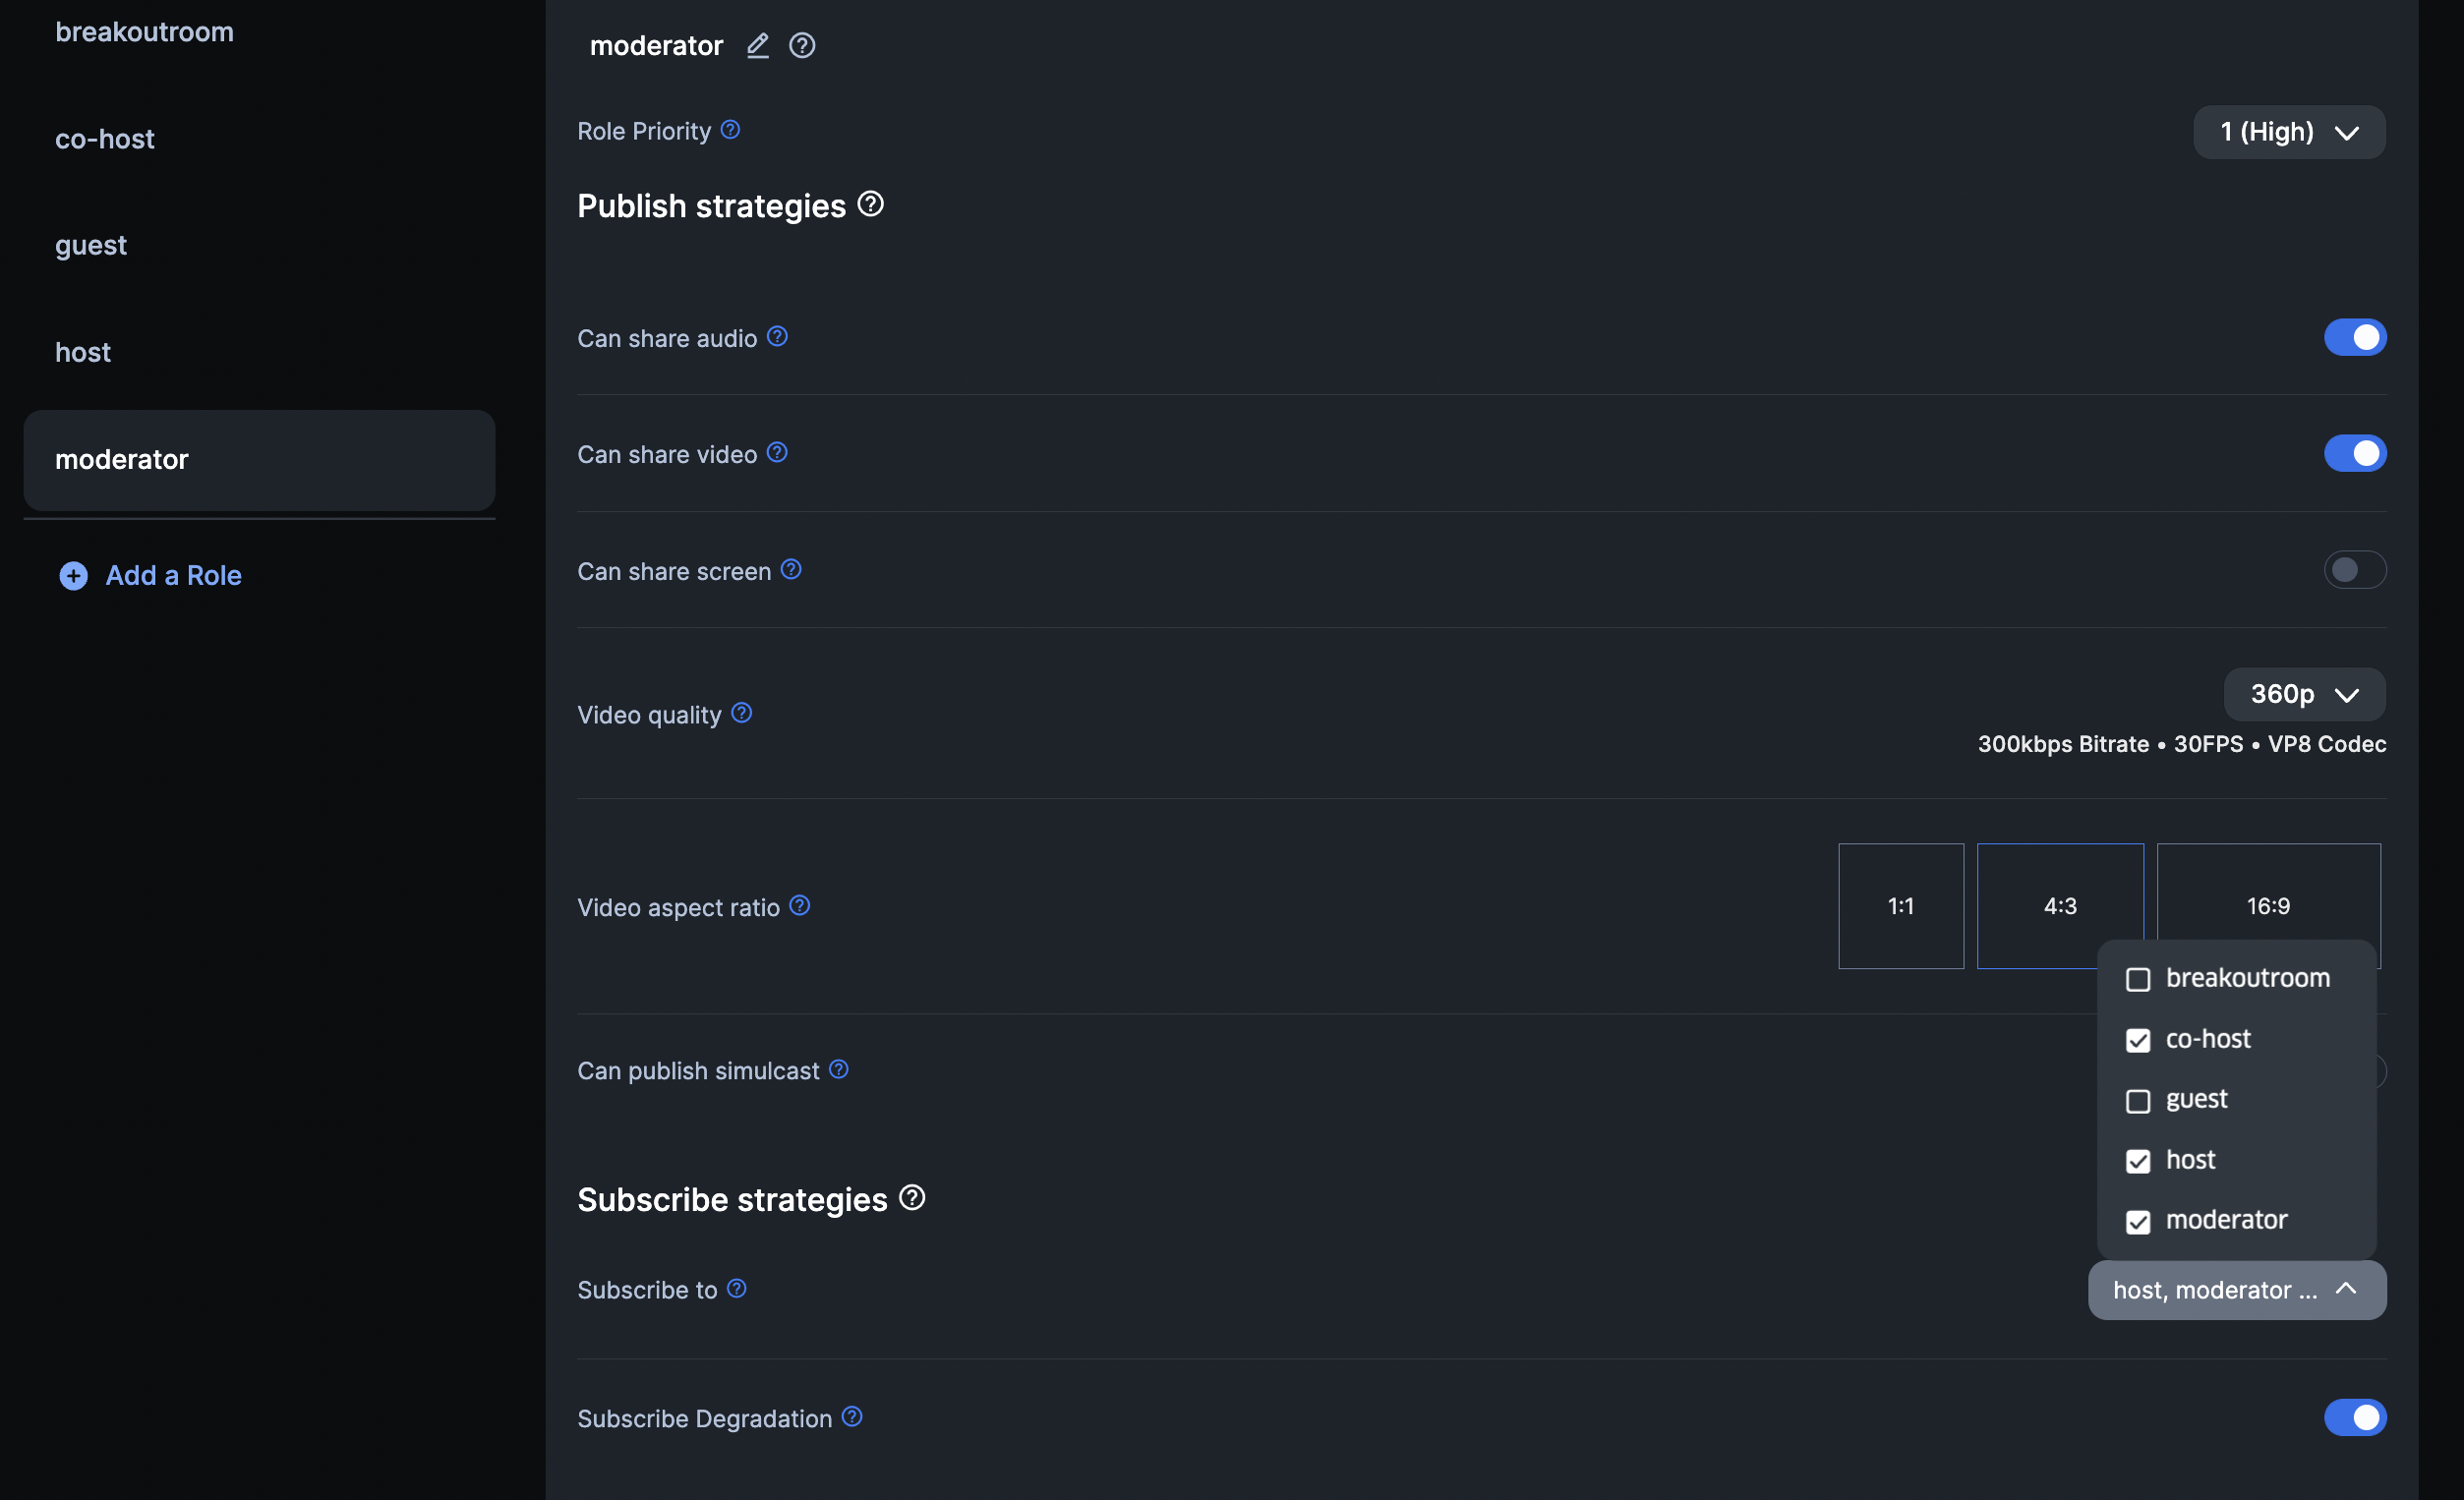 breakoutroom
co-host
guest
host
moderator
Add a Role
moderator
Role Priority
1 (High)
Publish strategies
Can share audio
Can share video
Can share screen
Video quality
360p
300kbps Bitrate • 30FPS • VP8 Codec
Video aspect ratio
1:1
4:3
16:9
Can publish simulcast
Subscribe strategies
breakoutroom
co-host
guest
host
moderator
Subscribe to
host, moderator ...
Subscribe Degradation